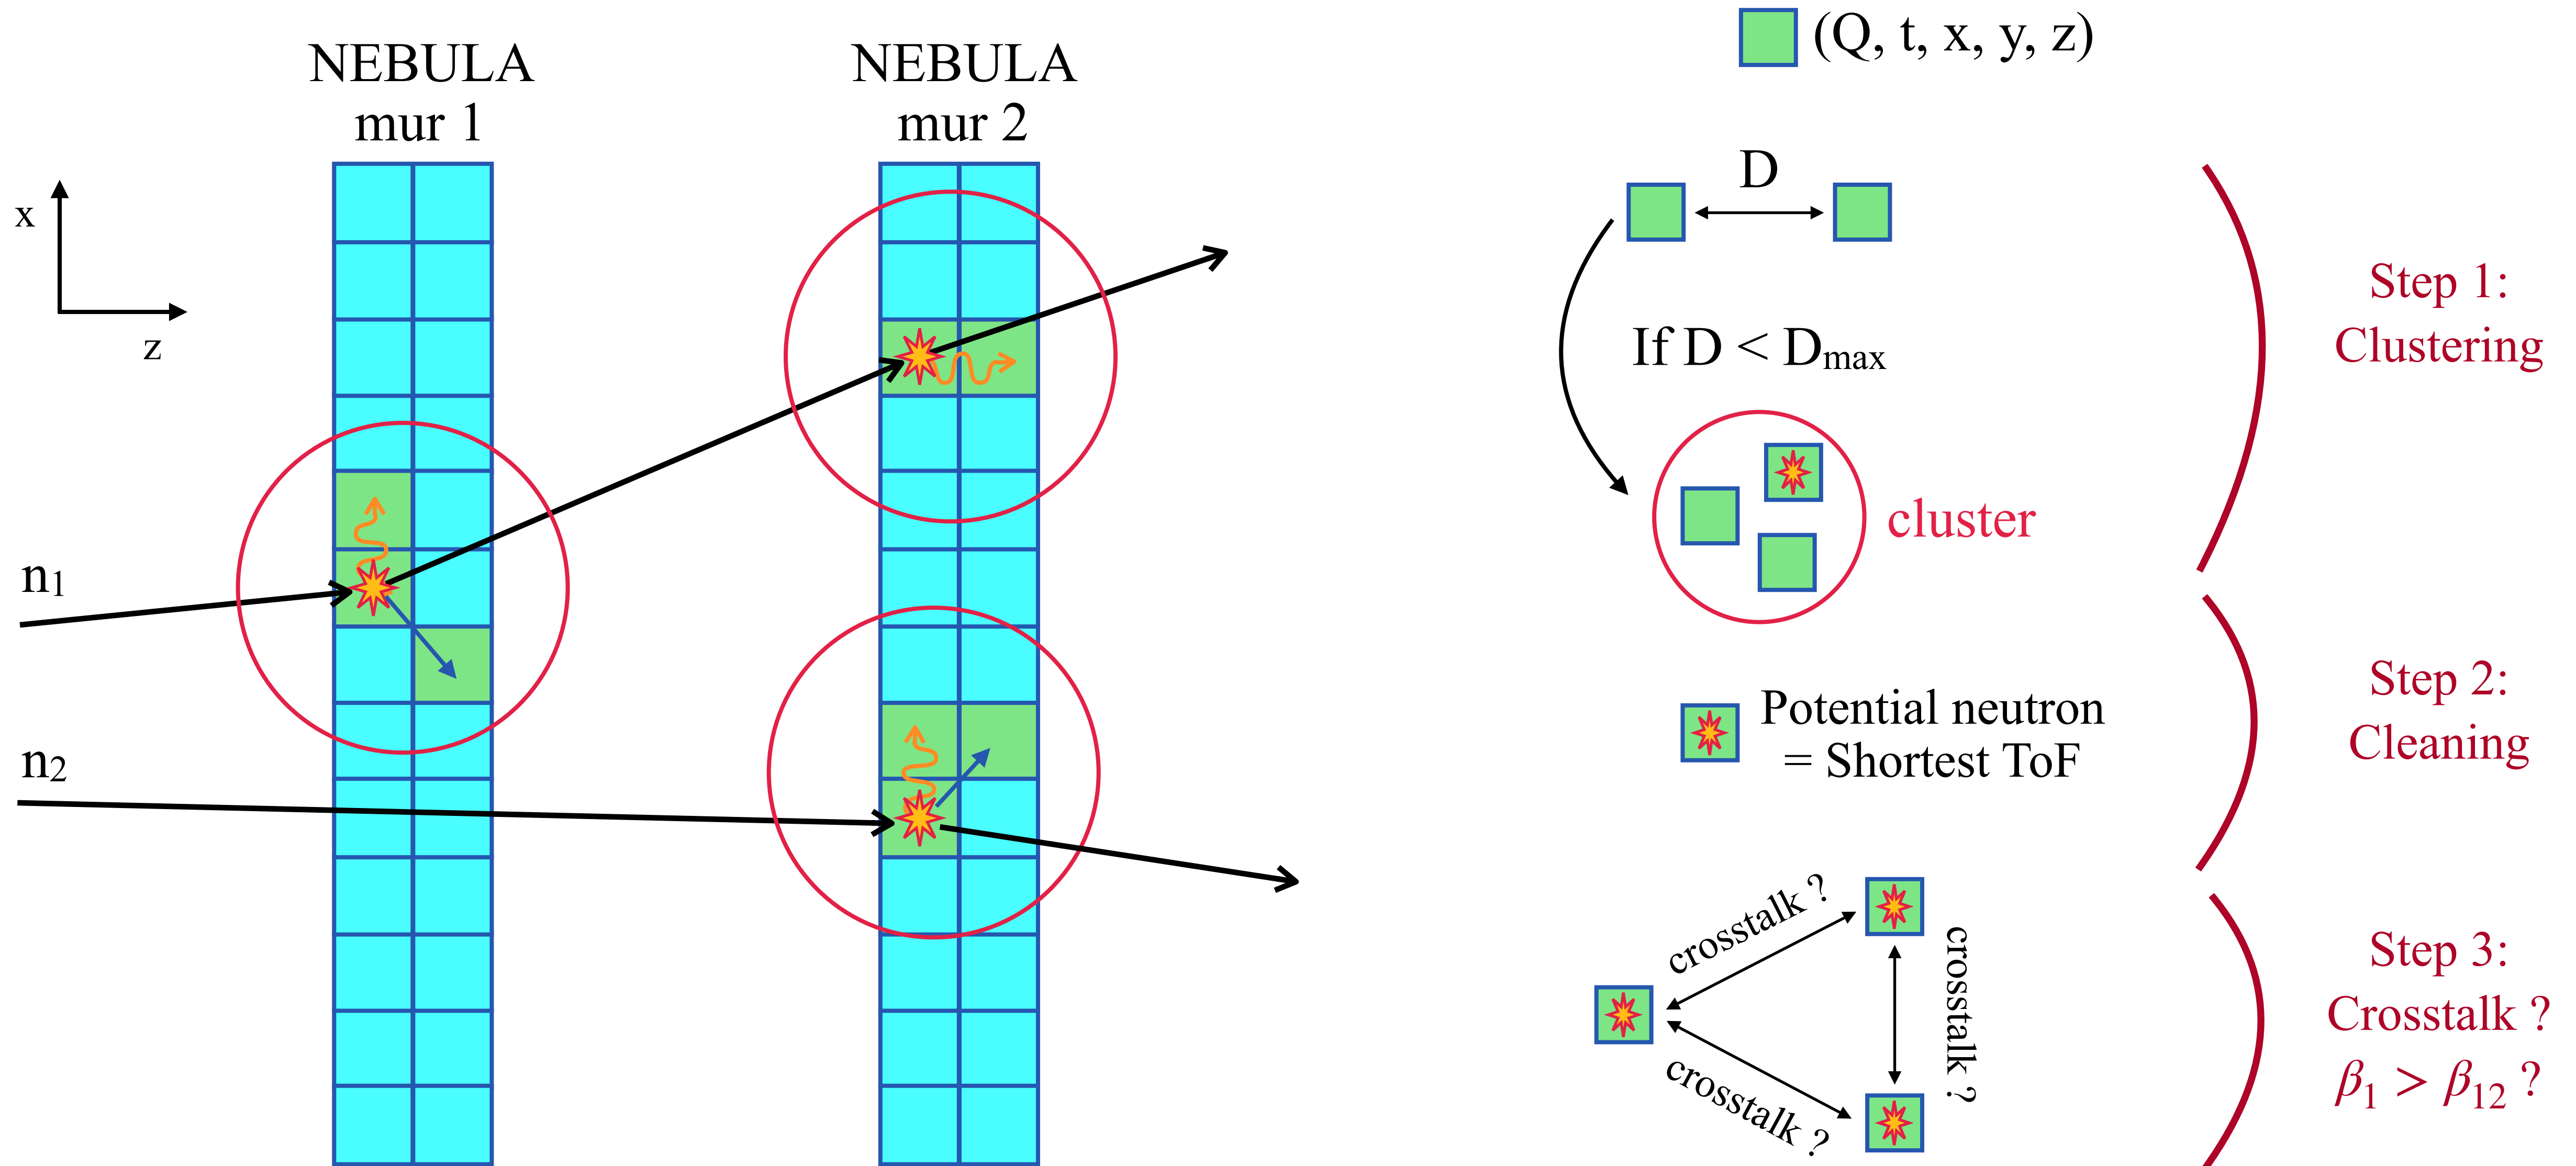 NEBULA
mur 1
NEBULA
mur 2
x
z
n₁
n₂
(Q, t, x, y, z)
D
If D < Dₘₐₓ
cluster
Step 1:
Clustering
Potential neutron
= Shortest ToF
Step 2:
Cleaning
crosstalk ?
crosstalk ?
crosstalk ?
Step 3:
Crosstalk ?
β₁ > β₁₂ ?